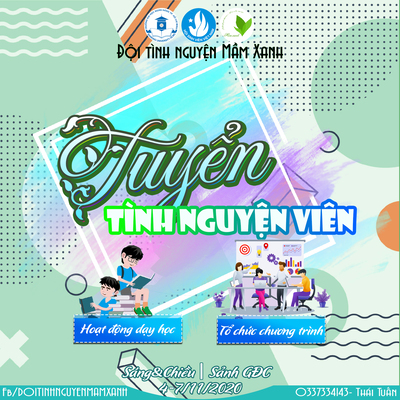 Đội tình nguyện Mầm Xanh
Tuyển
TÌNH NGUYỆN VIÊN
Hoạt động dạy học
Tổ chức chương trình
Sáng&Chiều | Sảnh GĐC
4-7/11/2020
FB/DOITINHNGUYENMAMXANH
0337334143- Thái Tuấn